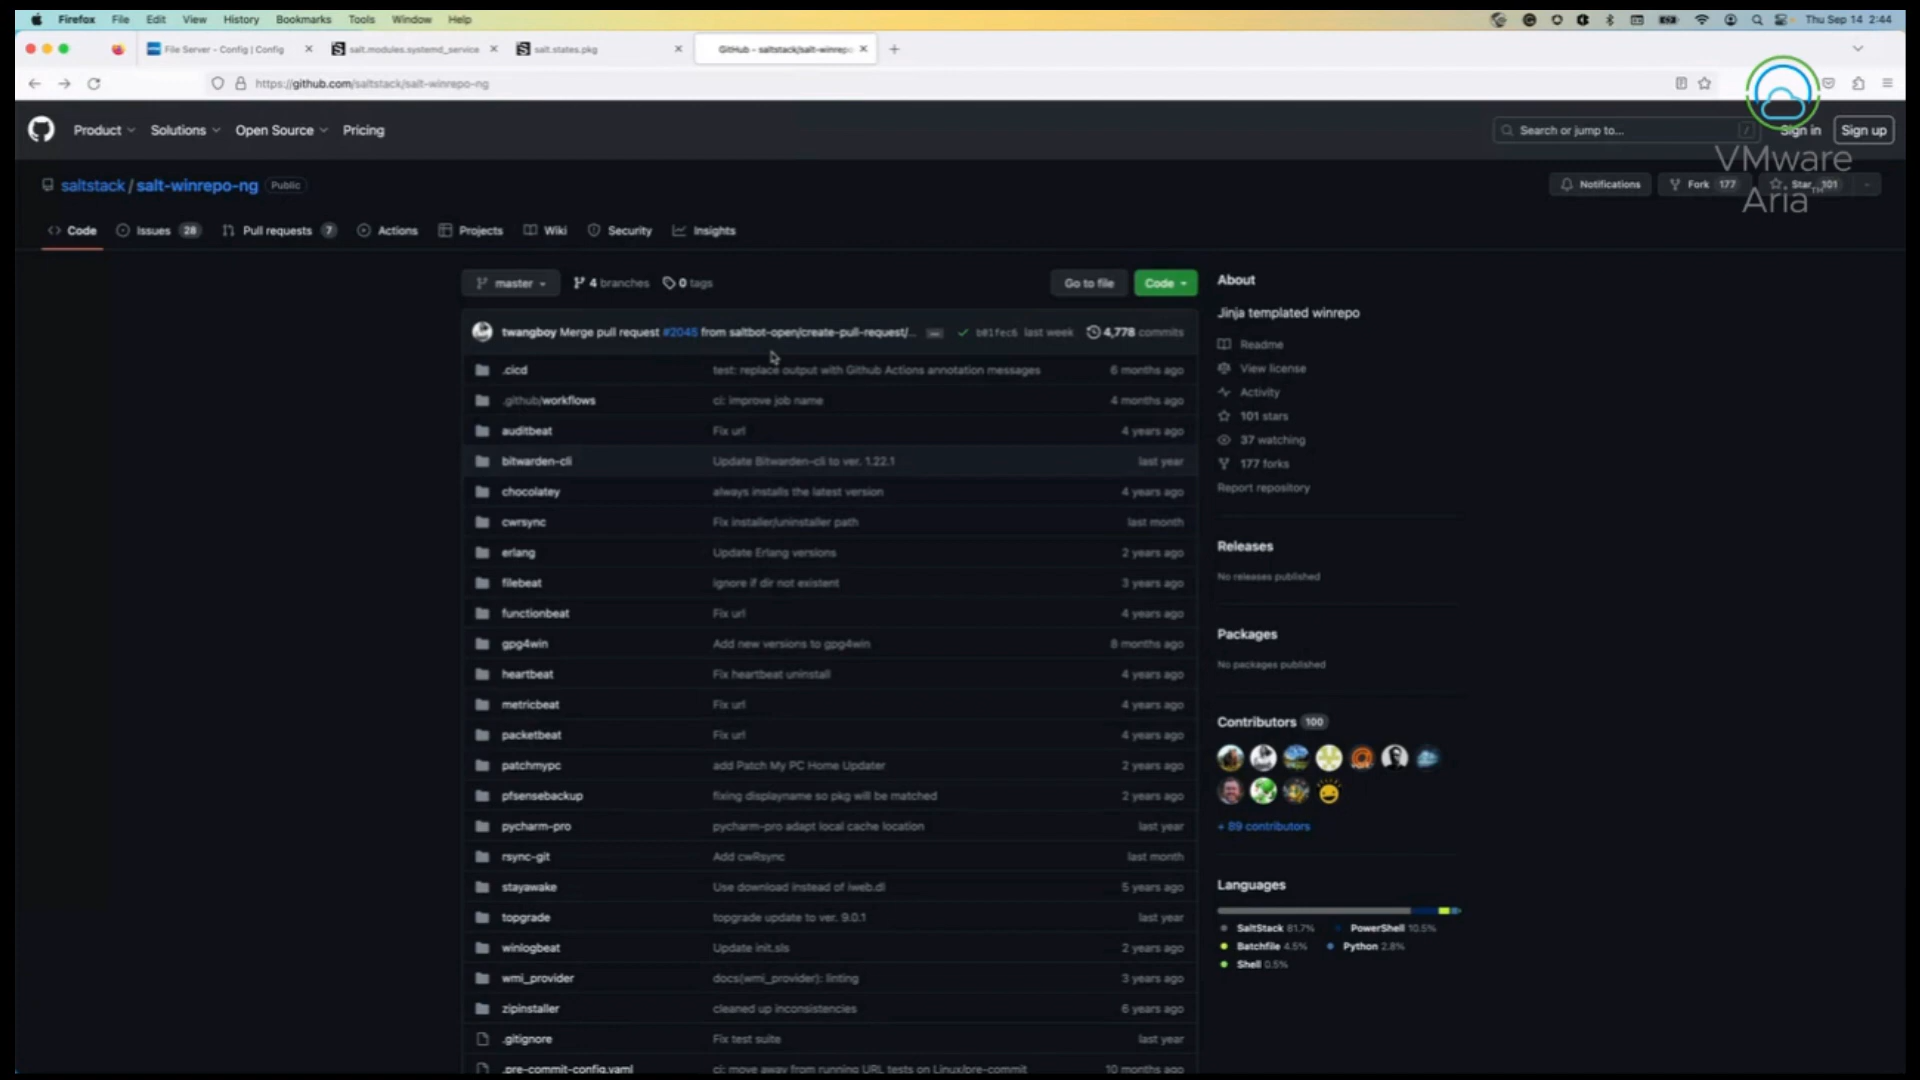 Firefox File Edit View History Bookmarks Tools Window Help Thu Sep 14 2:44
File Server - Config | Config salt.modules.systemd_service salt.states.pkg GitHub - saltstack/salt-winrepo-
https://github.com/saltstack/salt-winrepo-ng
Product Solutions Open Source Pricing Search or jump to... / Sign in Sign up
VMware
Aria™
saltstack / salt-winrepo-ng Public Notifications Fork 177 Star 101
Code Issues 28 Pull requests 7 Actions Projects Wiki Security Insights
master 4 branches 0 tags Go to file Code
twangboy Merge pull request #2045 from saltbot-open/create-pull-request/... b01fec6 last week 4,778 commits
.cicd test: replace output with Github Actions annotation messages 6 months ago
.github/workflows ci: improve job name 4 months ago
auditbeat Fix url 4 years ago
bitwarden-cli Update Bitwarden-cli to ver. 1.22.1 last year
chocolatey always installs the latest version 4 years ago
cwrsync Fix installer/uninstaller path last month
erlang Update Erlang versions 2 years ago
filebeat ignore if dir not existent 3 years ago
functionbeat Fix url 4 years ago
gpg4win Add new versions to gpg4win 8 months ago
heartbeat Fix heartbeat uninstall 4 years ago
metricbeat Fix url 4 years ago
packetbeat Fix url 4 years ago
patchmypc add Patch My PC Home Updater 2 years ago
pfsensebackup fixing displayname so pkg will be matched 2 years ago
pycharm-pro pycharm-pro adapt local cache location last year
rsync-git Add cwRsync last month
stayawake Use download instead of iweb.dl 5 years ago
topgrade topgrade update to ver. 9.0.1 last year
winlogbeat Update init.sls 2 years ago
wmi_provider docs(wmi_provider): linting 3 years ago
zipinstaller cleaned up inconsistencies 6 years ago
.gitignore Fix test suite last year
.pre-commit-config.yaml ci: move away from running URL tests on Linux/pre-commit 10 months ago
About
Jinja templated winrepo
Readme
View license
Activity
101 stars
37 watching
177 forks
Report repository
Releases
No releases published
Packages
No packages published
Contributors 100
+ 89 contributors
Languages
SaltStack 81.7% PowerShell 10.5%
Batchfile 4.5% Python 2.8%
Shell 0.5%